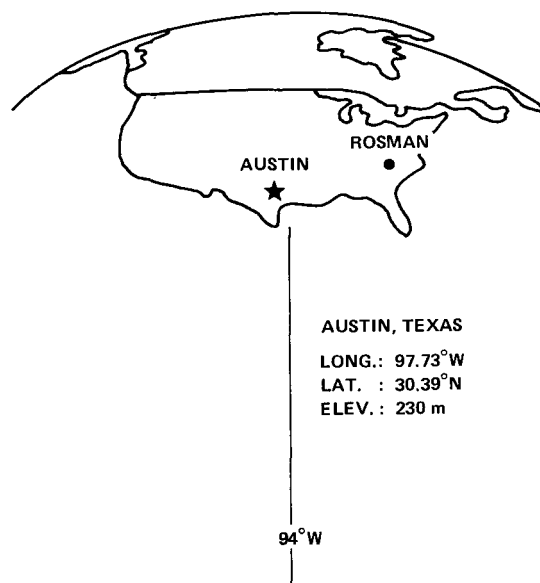 ROSMAN
AUSTIN
AUSTIN, TEXAS
LONG.: 97.73°W
LAT. : 30.39°N
ELEV.: 230 m
94°W